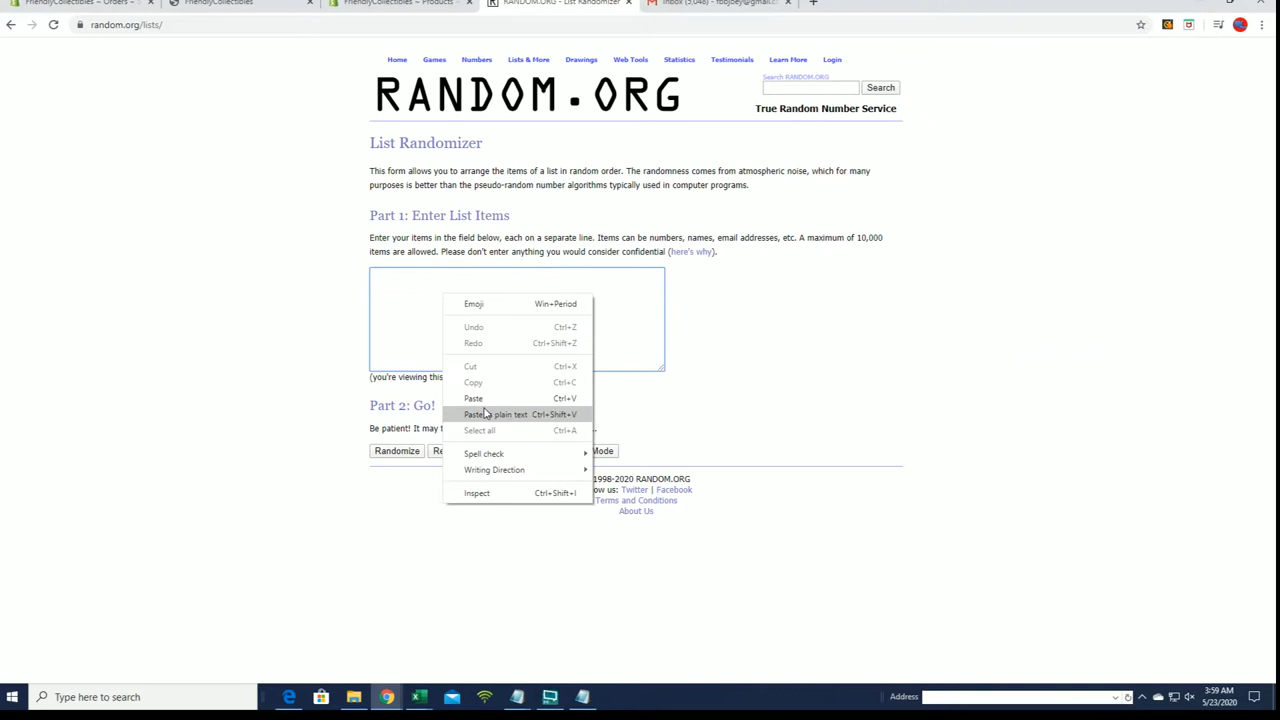 FriendlyCollectibles – Orders
FriendlyCollectibles
FriendlyCollectibles – Products
RANDOM.ORG - List Randomizer
random.org/lists/
Home Games Numbers Lists & More Drawings Web Tools Statistics Testimonials Learn More Login
RANDOM.ORG
Search RANDOM.ORG
Search
True Random Number Service
List Randomizer
This form allows you to arrange the items of a list in random order. The randomness comes from atmospheric noise, which for many
purposes is better than the pseudo-random number algorithms typically used in computer programs.
Part 1: Enter List Items
Enter your items in the field below, each on a separate line. Items can be numbers, names, email addresses, etc. A maximum of 10,000
items are allowed. Please don't enter anything you would consider confidential (here's why).
Emoji Win+Period
Undo Ctrl+Z
Redo Ctrl+Shift+Z
Cut Ctrl+X
Copy Ctrl+C
Paste Ctrl+V
Paste plain text Ctrl+Shift+V
Select all Ctrl+A
Spell check
Writing Direction
Inspect Ctrl+Shift+I
(you're viewing this
Part 2: Go!
Be patient! It may
Randomize Mode
1998-2020 RANDOM.ORG
us: Twitter | Facebook
Terms and Conditions
About Us
Type here to search
Address
3:59 AM
5/23/2020